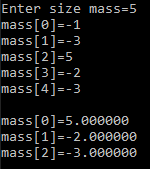 Enter size mass=5
mass[0]=-1
mass[1]=-3
mass[2]=5
mass[3]=-2
mass[4]=-3
mass[0]=5.000000
mass[1]=-2.000000
mass[2]=-3.000000